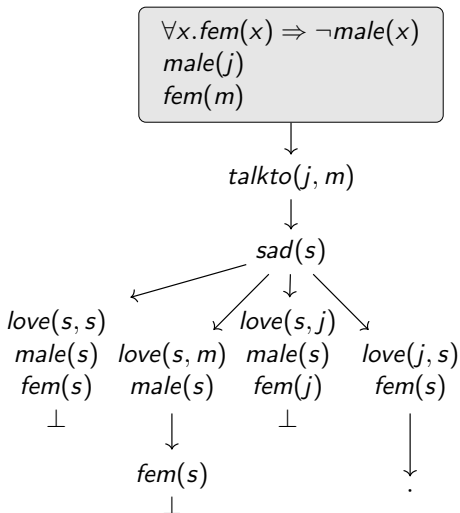 ∀x.fem(x) ⇒ ¬male(x)
male(j)
fem(m)
talkto(j, m)
sad(s)
love(s, s)
male(s)
fem(s)
⊥
love(s, m)
male(s)
fem(s)
⊥
love(s, j)
male(s)
fem(j)
⊥
love(j, s)
fem(s)
.